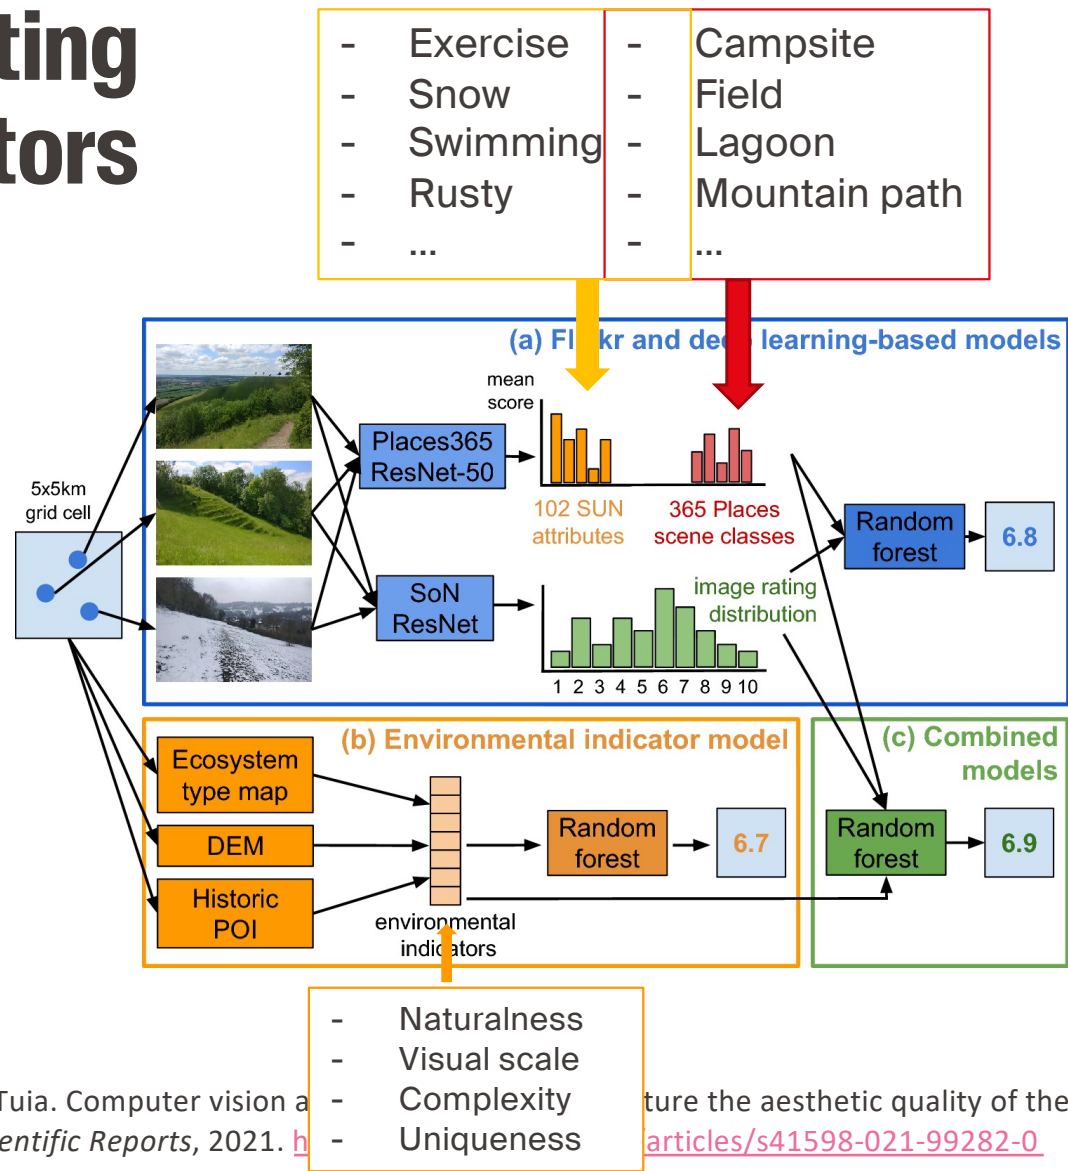 ting
tors
- Exercise
- Snow
- Swimming
- Rusty
- ...
- Campsite
- Field
- Lagoon
- Mountain path
- ...
(a) Fl kr and de learning-based models
mean
score
Places365
ResNet-50
102 SUN
attributes
365 Places
scene classes
5x5km
grid cell
SoN
ResNet
image rating
distribution
1 2 3 4 5 6 7 8 9 10
Random
forest
6.8
(b) Environmental indicator model
Ecosystem
type map
DEM
Historic
POI
environmental
indicators
Random
forest
6.7
(c) Combined
models
Random
forest
6.9
- Naturalness
- Visual scale
- Complexity
- Uniqueness
Tuia. Computer vision a ture the aesthetic quality of the
entific Reports, 2021. h /articles/s41598-021-99282-0